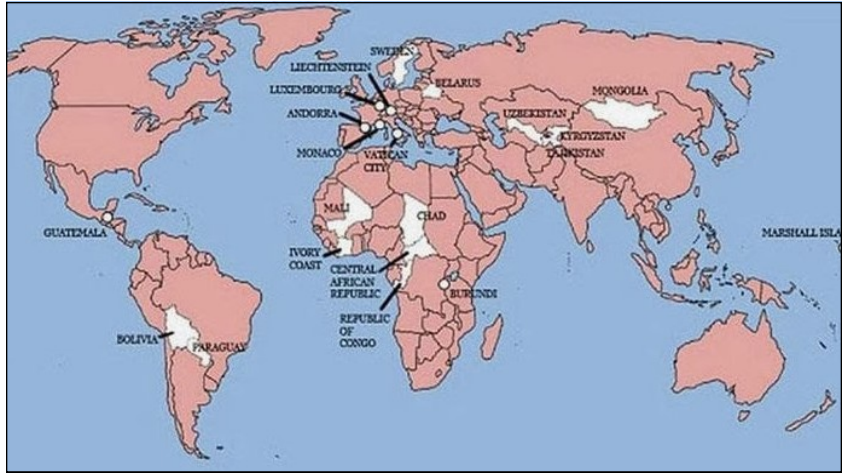 SWEDEN
LIECHTENSTEIN
LUXEMBOURG
BELARUS
MONGOLIA
ANDORRA
UZBEKISTAN
KYRGYZSTAN
MONACO
VATICAN
CITY
TAJIKISTAN
MALI
CHAD
GUATEMALA
MARSHALL ISLA
IVORY
COAST
CENTRAL
AFRICAN
REPUBLIC
BURUNDI
REPUBLIC
OF
CONGO
BOLIVIA
PARAGUAY